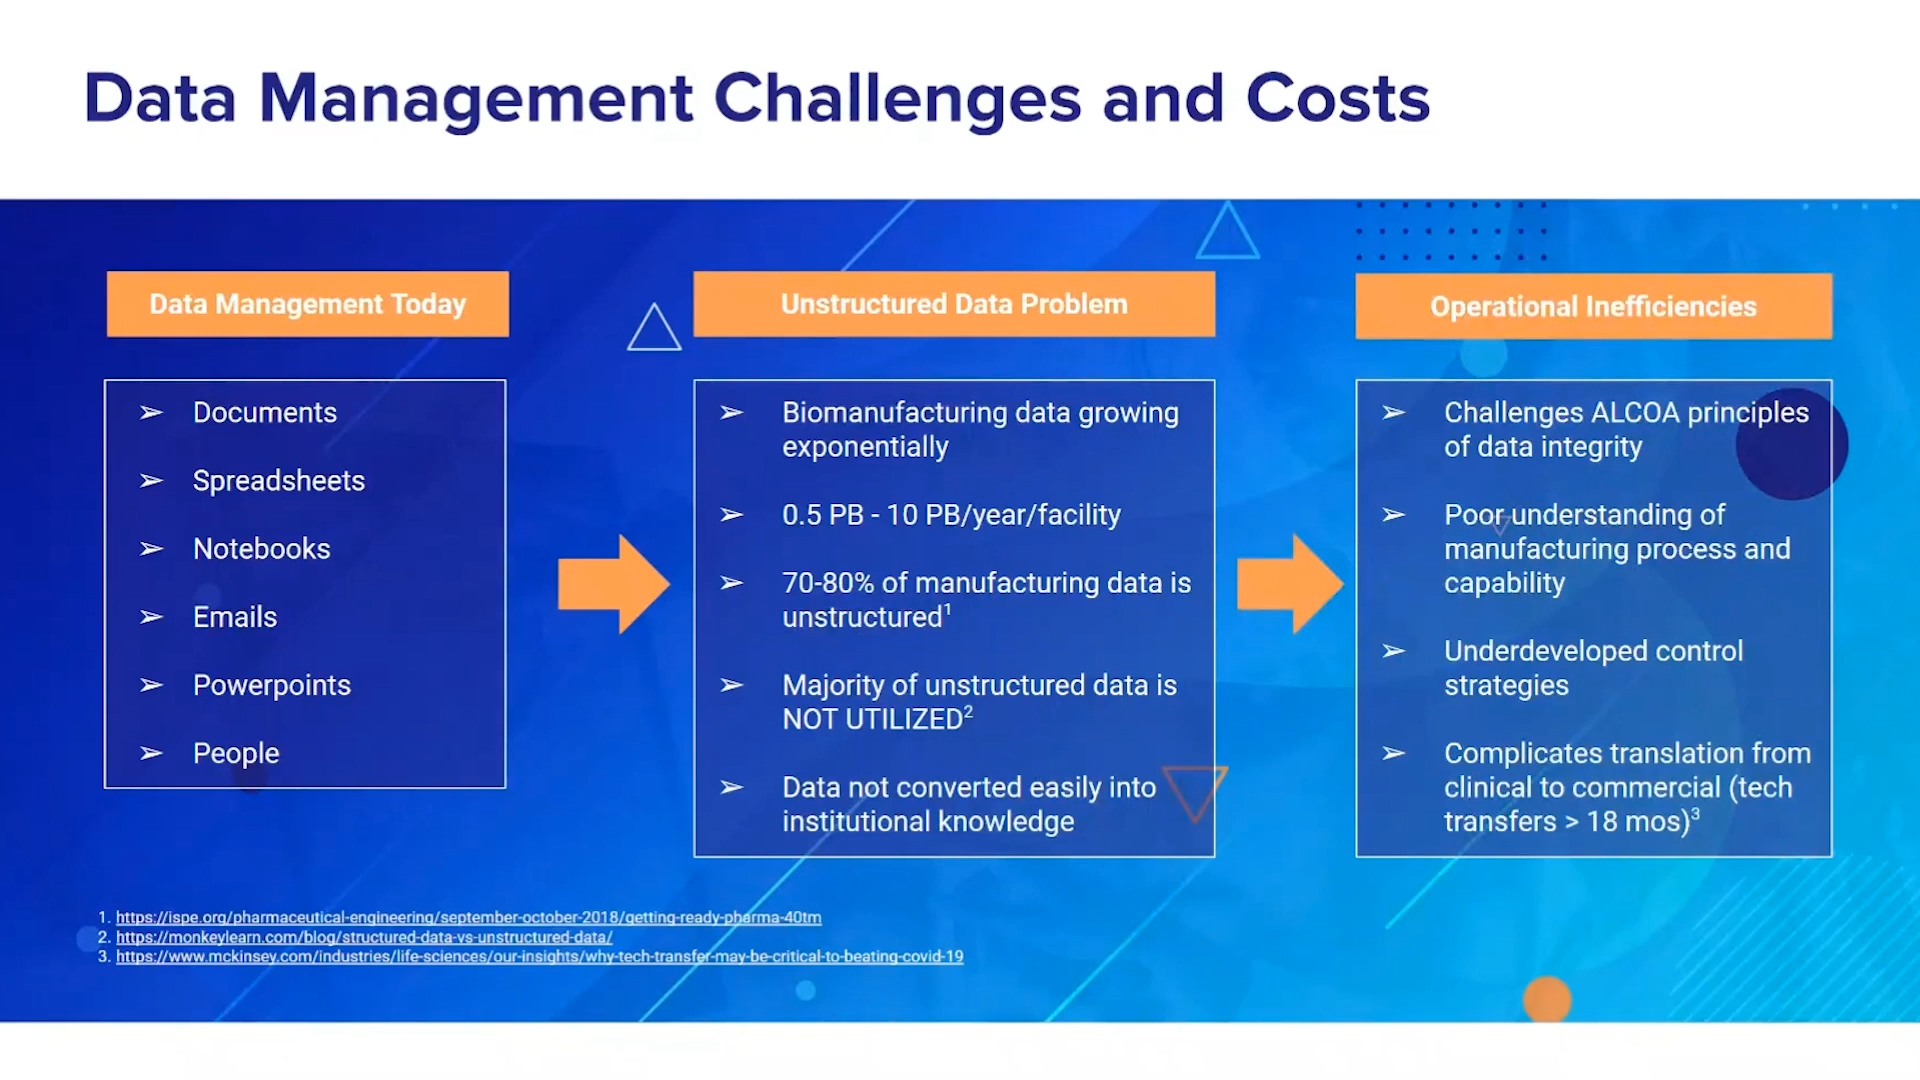 Data Management Challenges and Costs
Data Management Today
➢ Documents
➢ Spreadsheets
➢ Notebooks
➢ Emails
➢ Powerpoints
➢ People
Unstructured Data Problem
➢ Biomanufacturing data growing
exponentially
➢ 0.5 PB - 10 PB/year/facility
➢ 70-80% of manufacturing data is
unstructured¹
➢ Majority of unstructured data is
NOT UTILIZED²
➢ Data not converted easily into
institutional knowledge
Operational Inefficiencies
➢ Challenges ALCOA principles
of data integrity
➢ Poor understanding of
manufacturing process and
capability
➢ Underdeveloped control
strategies
➢ Complicates translation from
clinical to commercial (tech
transfers > 18 mos)³
1. https://ispe.org/pharmaceutical-engineering/september-october-2018/getting-ready-pharma-40tm
2. https://monkeylearn.com/blog/structured-data-vs-unstructured-data/
3. https://www.mckinsey.com/industries/life-sciences/our-insights/why-tech-transfer-may-be-critical-to-beating-covid-19